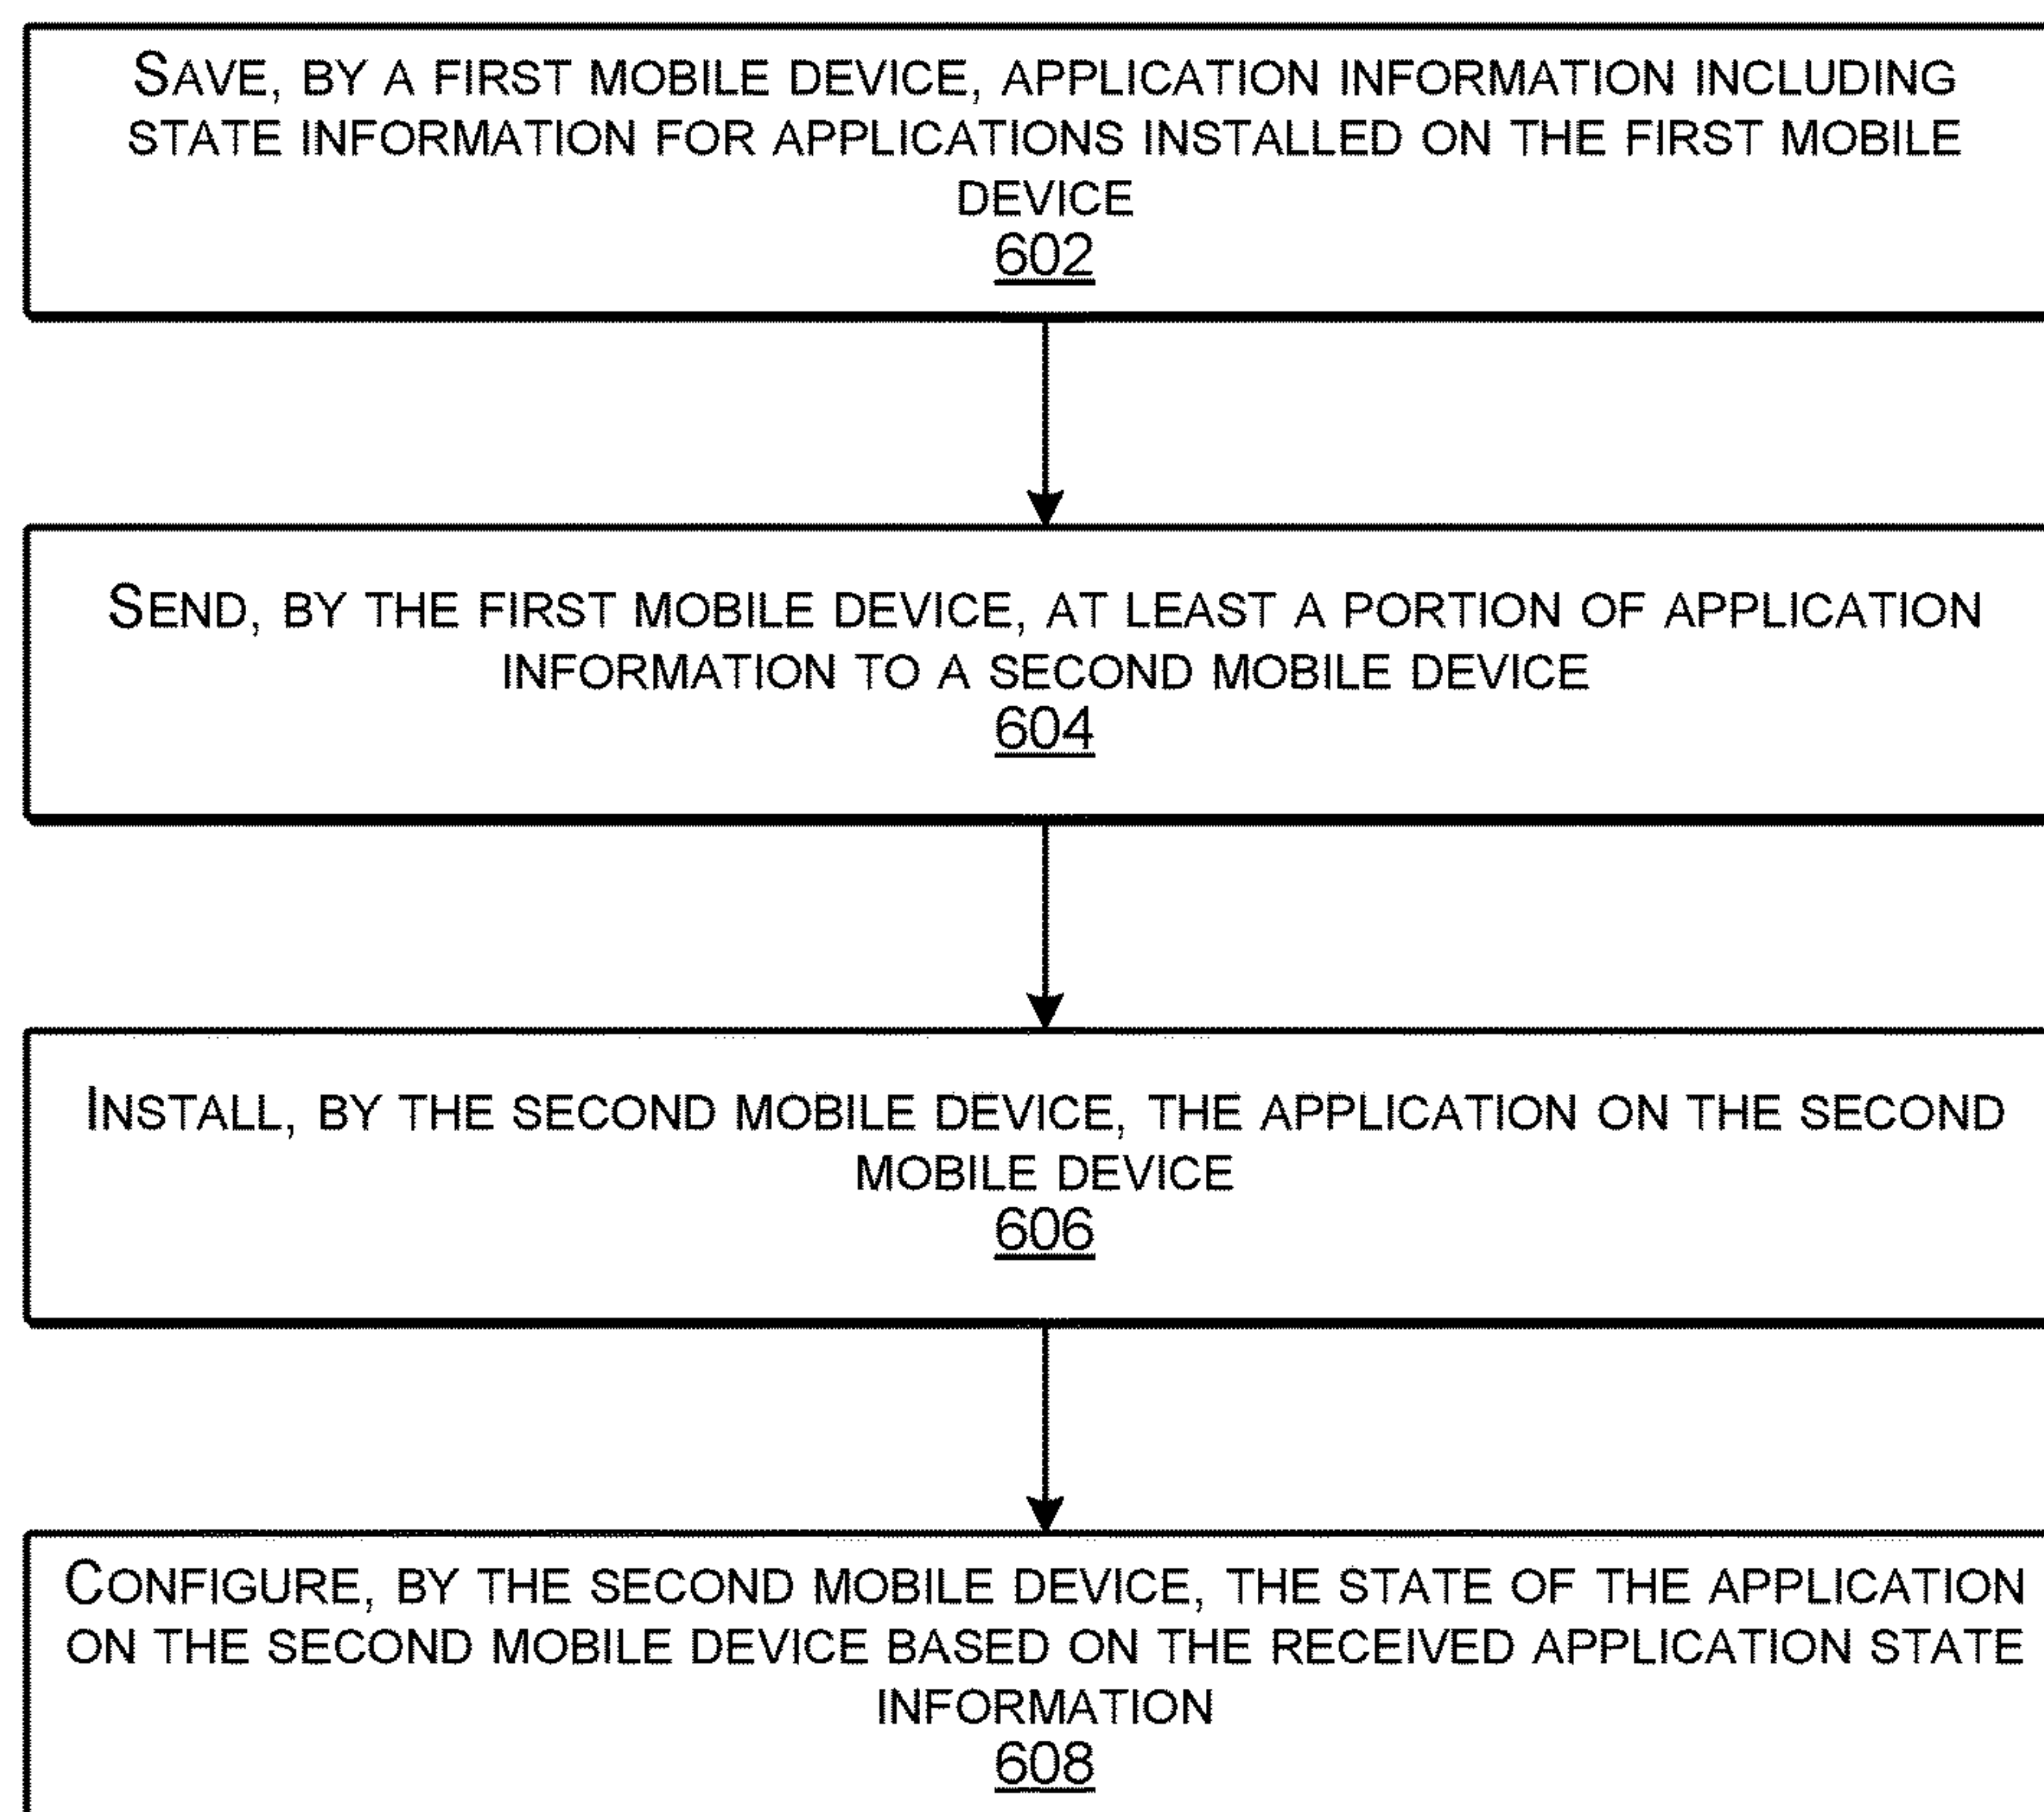 SAVE, BY A FIRST MOBILE DEVICE, APPLICATION INFORMATION INCLUDING
STATE INFORMATION FOR APPLICATIONS INSTALLED ON THE FIRST MOBILE
DEVICE
602
SEND, BY THE FIRST MOBILE DEVICE, AT LEAST A PORTION OF APPLICATION
INFORMATION TO A SECOND MOBILE DEVICE
604
INSTALL, BY THE SECOND MOBILE DEVICE, THE APPLICATION ON THE SECOND
MOBILE DEVICE
606
CONFIGURE, BY THE SECOND MOBILE DEVICE, THE STATE OF THE APPLICATION
ON THE SECOND MOBILE DEVICE BASED ON THE RECEIVED APPLICATION STATE
INFORMATION
608